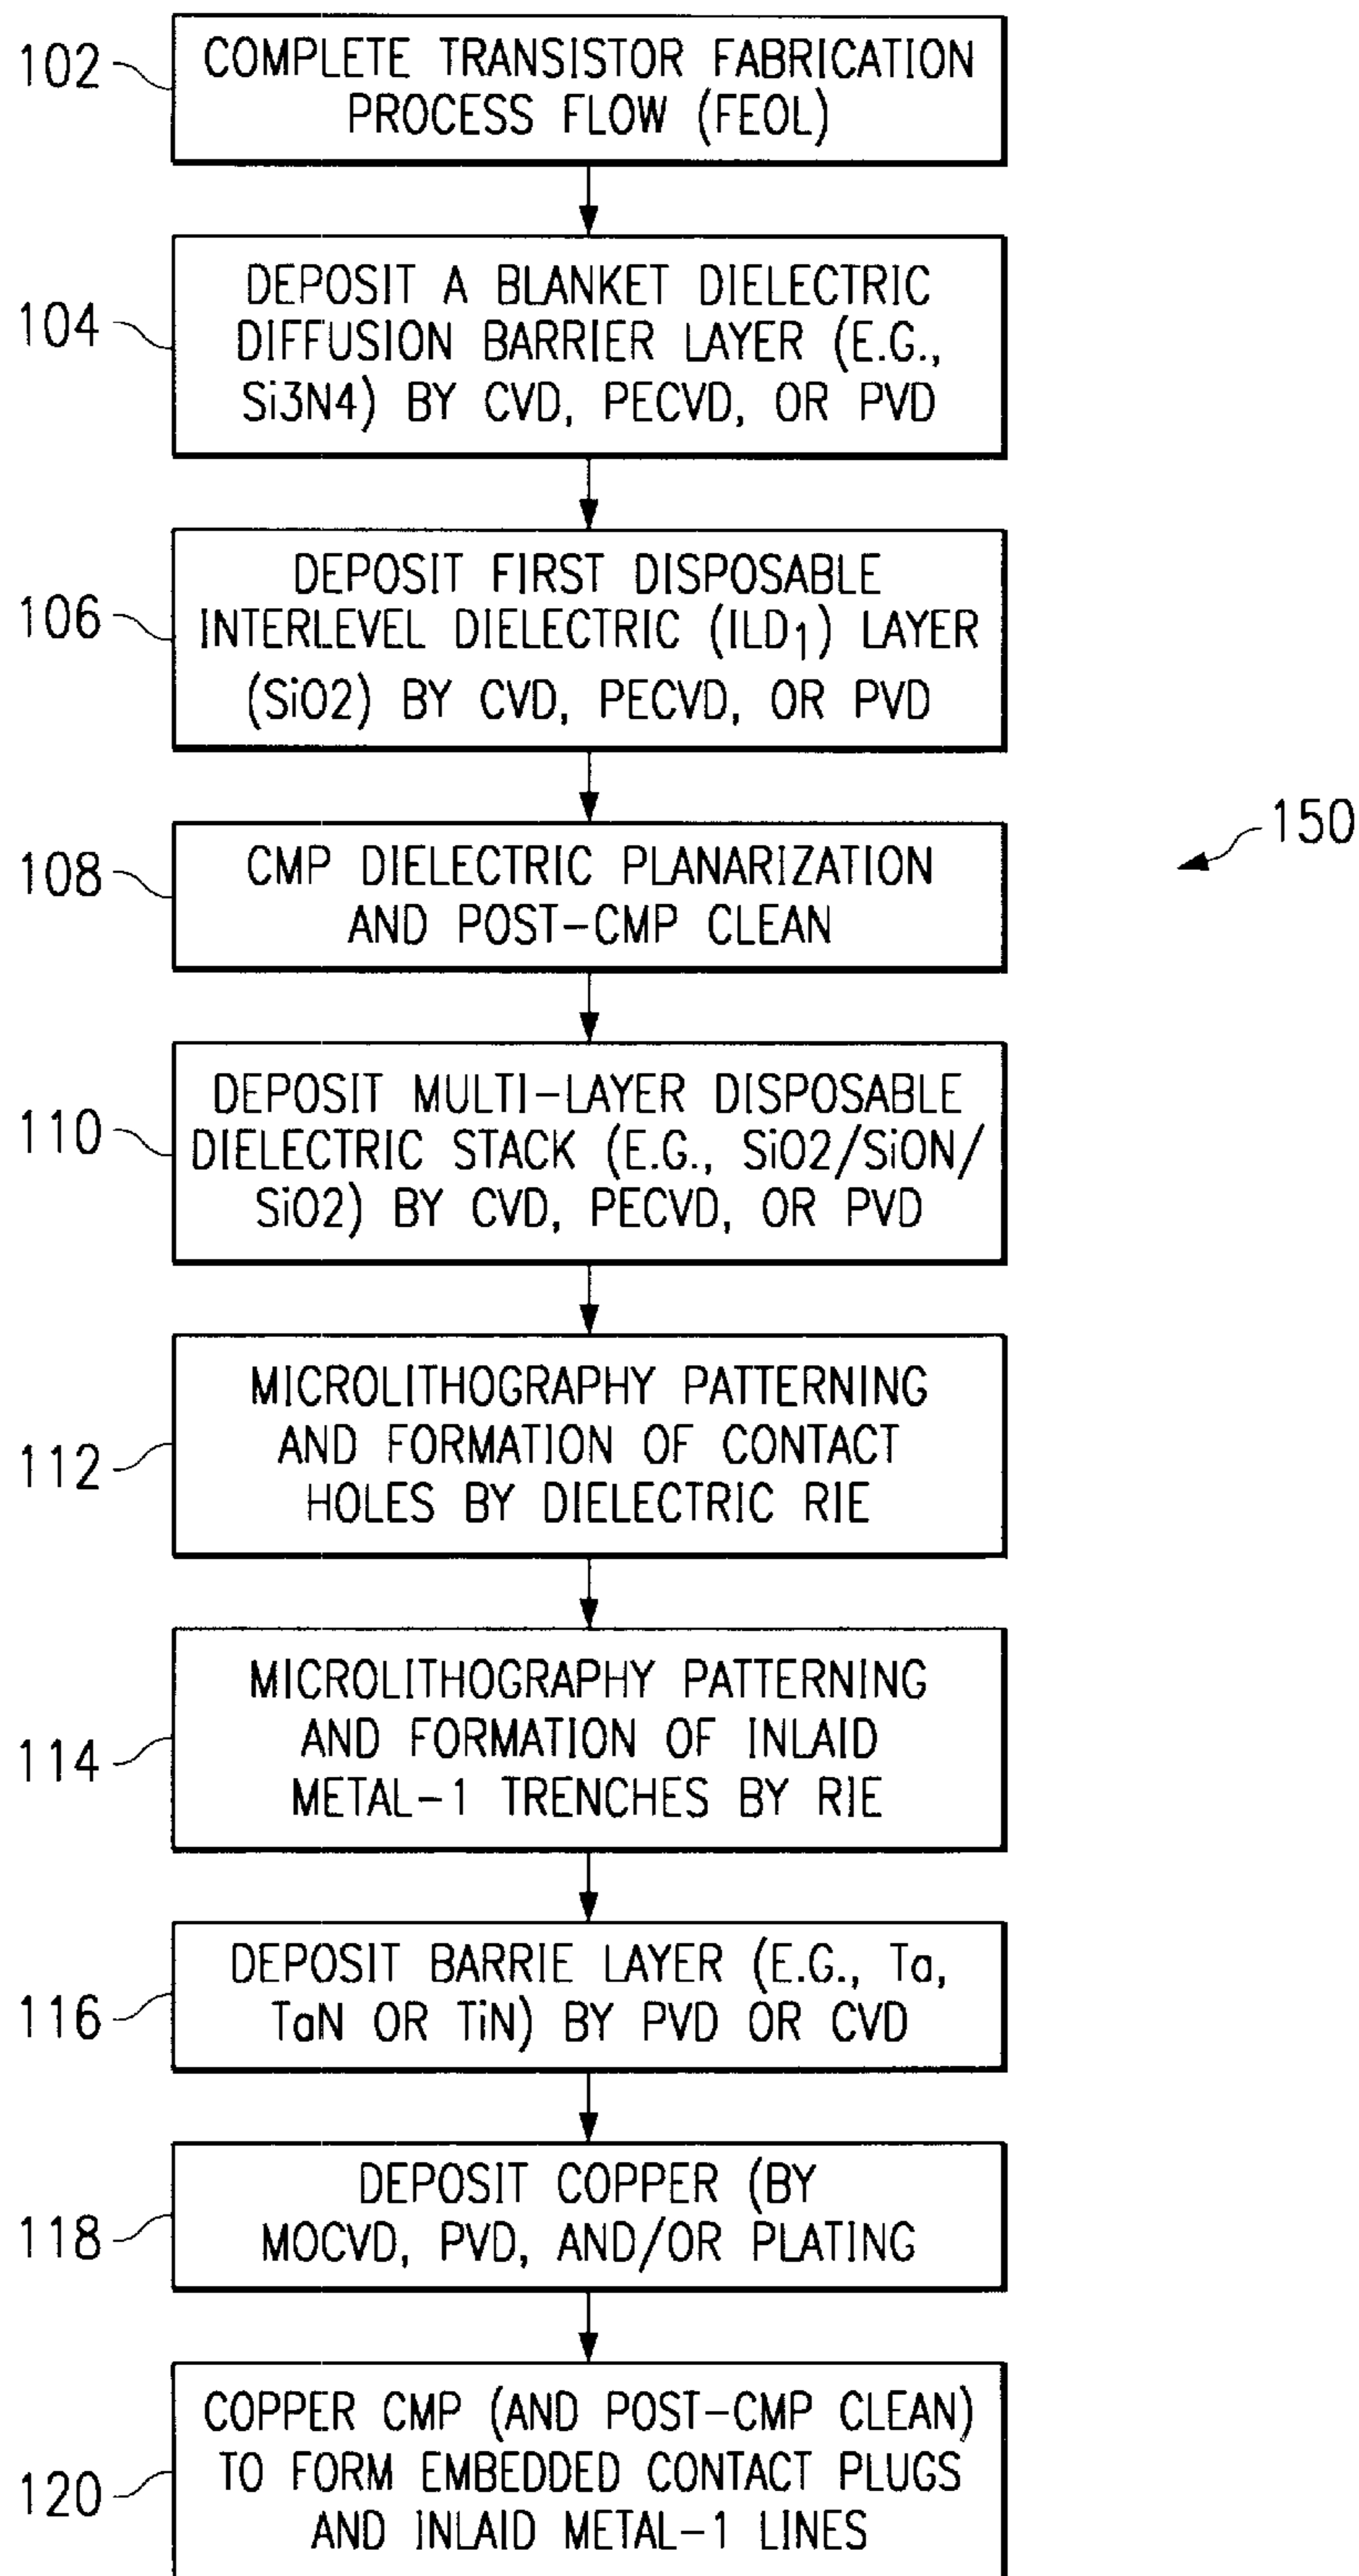 102
COMPLETE TRANSISTOR FABRICATION
PROCESS FLOW (FEOL)
104
DEPOSIT A BLANKET DIELECTRIC
DIFFUSION BARRIER LAYER (E.G.,
Si3N4) BY CVD, PECVD, OR PVD
106
DEPOSIT FIRST DISPOSABLE
INTERLEVEL DIELECTRIC (ILD1) LAYER
(SiO2) BY CVD, PECVD, OR PVD
150
108
CMP DIELECTRIC PLANARIZATION
AND POST-CMP CLEAN
110
DEPOSIT MULTI-LAYER DISPOSABLE
DIELECTRIC STACK (E.G., SiO2/SiON/
SiO2) BY CVD, PECVD, OR PVD
112
MICROLITHOGRAPHY PATTERNING
AND FORMATION OF CONTACT
HOLES BY DIELECTRIC RIE
114
MICROLITHOGRAPHY PATTERNING
AND FORMATION OF INLAID
METAL-1 TRENCHES BY RIE
116
DEPOSIT BARRIE LAYER (E.G., Ta,
TaN OR TiN) BY PVD OR CVD
118
DEPOSIT COPPER (BY
MOCVD, PVD, AND/OR PLATING
120
COPPER CMP (AND POST-CMP CLEAN)
TO FORM EMBEDDED CONTACT PLUGS
AND INLAID METAL-1 LINES